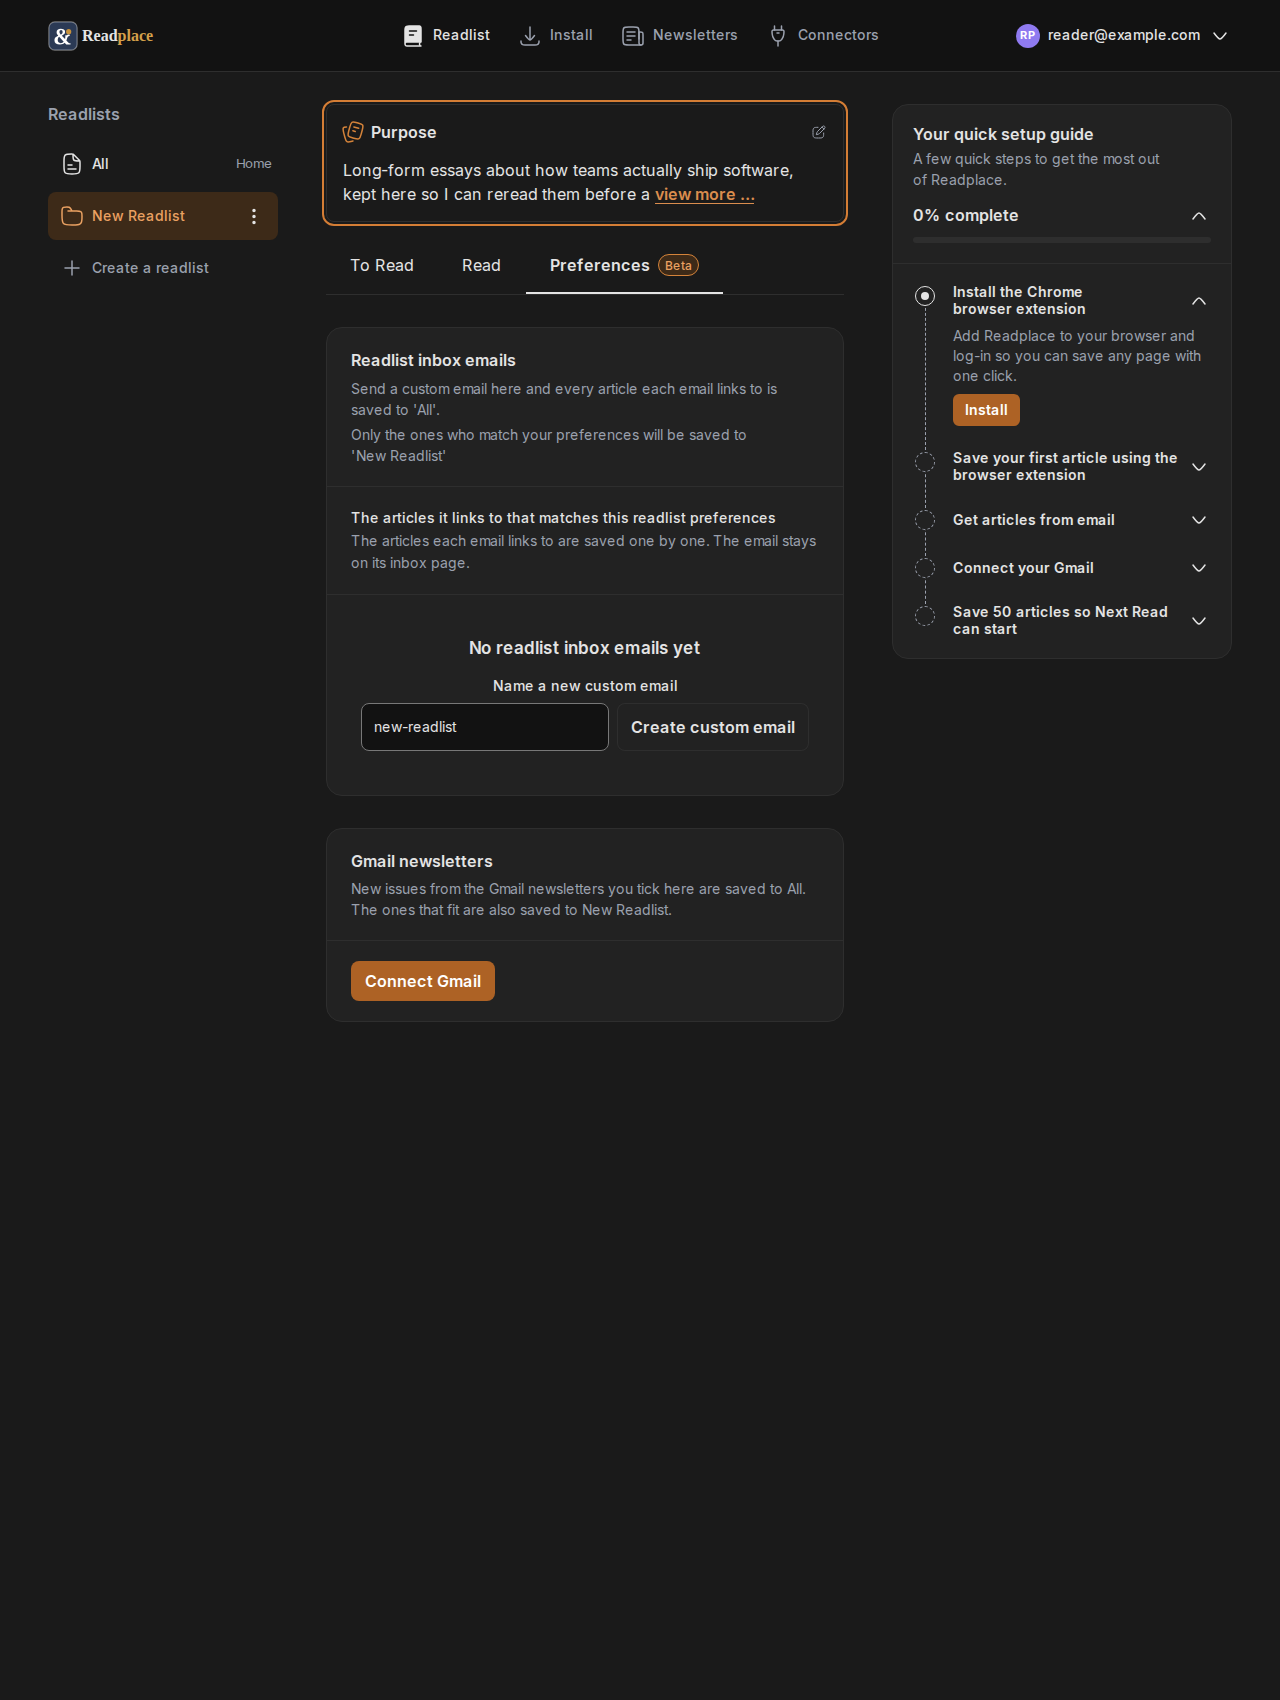 & Readplace
Readlist
Install
Newsletters
Connectors
RP
reader@example.com
Readlists
All
Home
New Readlist
Create a readlist
Purpose
Long-form essays about how teams actually ship software,
kept here so I can reread them before a view more ...
To Read
Read
Preferences
Beta
Readlist inbox emails
Send a custom email here and every article each email links to is
saved to 'All'.
Only the ones who match your preferences will be saved to
'New Readlist'
The articles it links to that matches this readlist preferences
The articles each email links to are saved one by one. The email stays
on its inbox page.
No readlist inbox emails yet
Name a new custom email
new-readlist
Create custom email
Gmail newsletters
New issues from the Gmail newsletters you tick here are saved to All.
The ones that fit are also saved to New Readlist.
Connect Gmail
Your quick setup guide
A few quick steps to get the most out
of Readplace.
0% complete
Install the Chrome
browser extension
Add Readplace to your browser and
log-in so you can save any page with
one click.
Install
Save your first article using the
browser extension
Get articles from email
Connect your Gmail
Save 50 articles so Next Read
can start